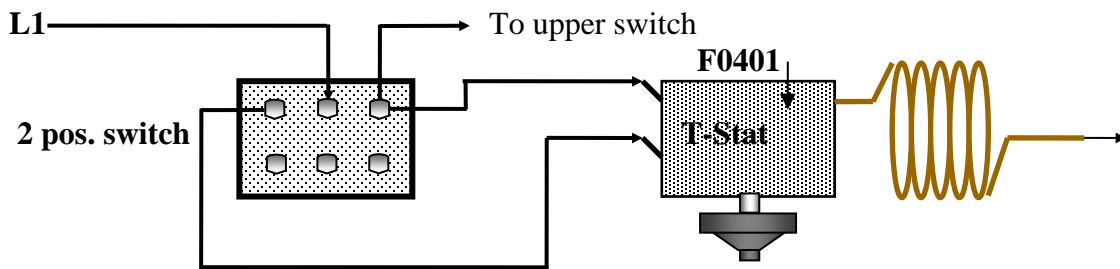 L1
To upper switch
F0401
2 pos. switch
T-Stat